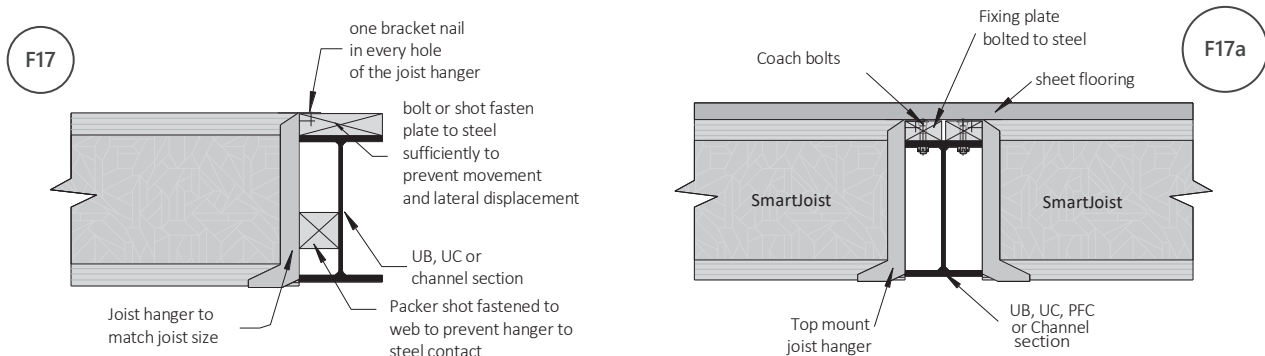 F17
one bracket nail
in every hole
of the joist hanger
bolt or shot fasten
plate to steel
sufficiently to
prevent movement
and lateral displacement
UB, UC or
channel section
Packer shot fastened to
web to prevent hanger to
steel contact
Joist hanger to
match joist size
F17a
Fixing plate
bolted to steel
Coach bolts
sheet flooring
SmartJoist
SmartJoist
Top mount
joist hanger
UB, UC, PFC
or Channel
section